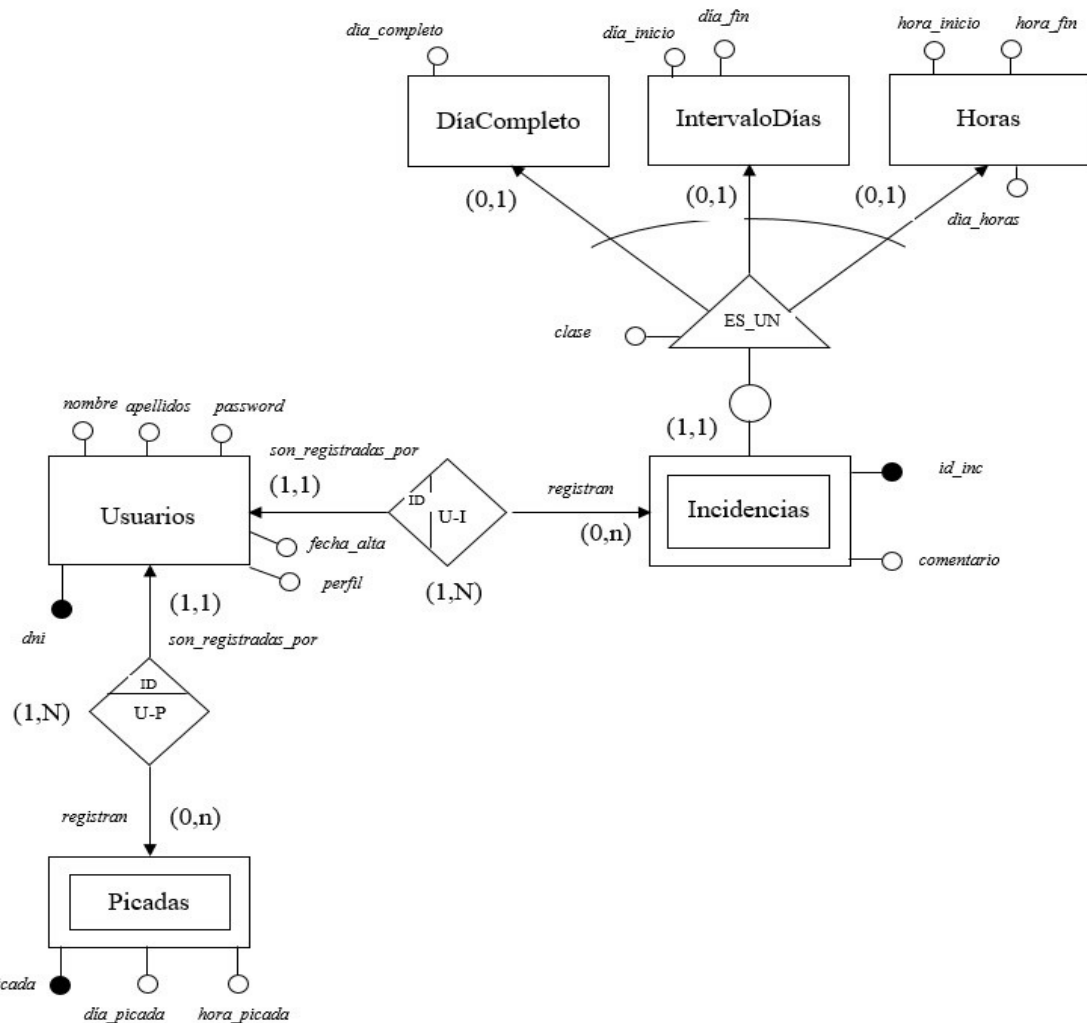 día_completo
día_inicio
día_fin
hora_inicio
hora_fin
DíaCompleto
IntervaloDías
Horas
(0,1)
(0,1)
(0,1)
día_horas
clase
ES_UN
nombre
apellidos
password
(1,1)
son_registradas_por
id_inc
(1,1)
ID
U-I
registran
Usuarios
Incidencias
(0,n)
fecha_alta
comentario
perfil
(1,N)
(1,1)
dni
son_registradas_por
ID
(1,N)
U-P
registran
(0,n)
Picadas
icada
día_picada
hora_picada